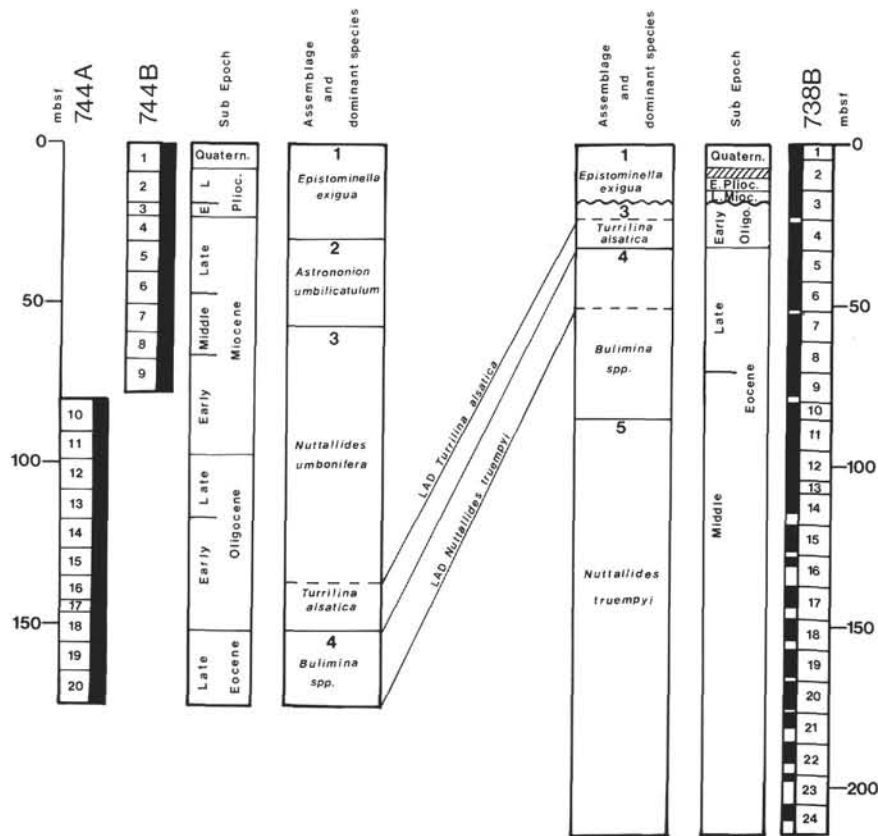 mbsf
744A
744B
Sub Epoch
Assemblage
and
dominant species
Assemblage
and
dominant species
Sub Epoch
738B
mbsf
0
50
100
150
10
11
12
13
14
15
16
17
18
19
20
1
2
3
4
5
6
7
8
9
Quatern.
L
E
Plioc.
Late
Middle
Early
Miocene
Late
Early
Oligocene
Late
Eocene
1
Epistominella
exigua
2
Astrononion
umbilicatulum
3
Nuttallides
umbonifera
Turrilina
alsatica
4
Bulimina
spp.
LAD Turrilina alsatica
LAD Nuttallides truempyi
1
Epistominella
exigua
3
Turrilina
alsatica
4
Bulimina
spp.
5
Nuttallides
truempyi
Quatern.
E. Plioc.
L. Mioc.
Early
Oligo.
Late
Middle
Eocene
1
2
3
4
5
6
7
8
9
10
11
12
13
14
15
16
17
18
19
20
21
22
23
24
0
50
100
150
200